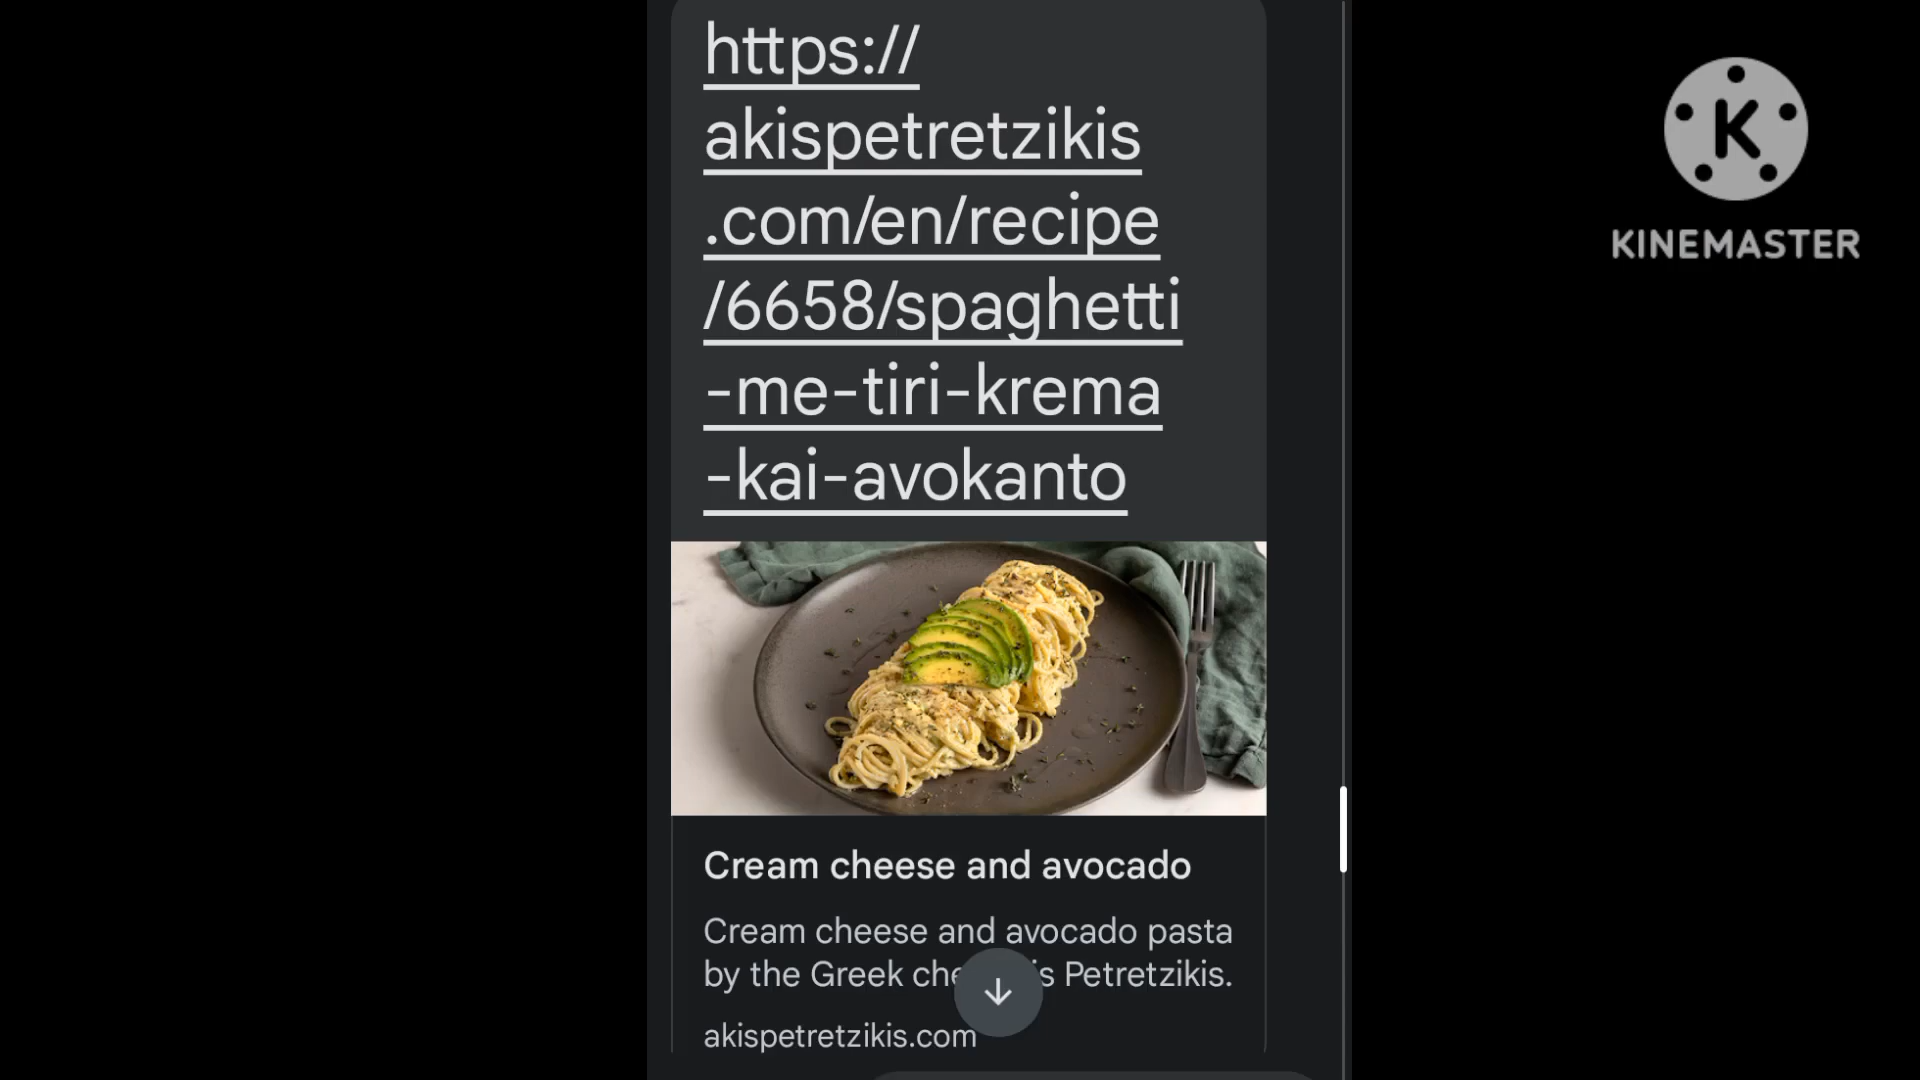 https://
akispetretzikis
.com/en/recipe
/6658/spaghetti
-me-tiri-krema
-kai-avokanto
Cream cheese and avocado
Cream cheese and avocado pasta
by the Greek Petretzikis.
akispetretzikis.com
K
KINEMASTER